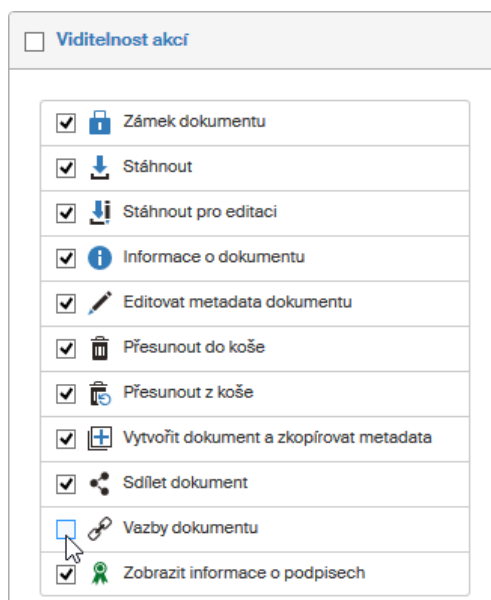 Viditelnost akcí
Zámek dokumentu
Stáhnout
Stáhnout pro editaci
Informace o dokumentu
Editovat metadata dokumentu
Přesunout do koše
Přesunout z koše
Vytvořit dokument a zkopírovat metadata
Sdílet dokument
Vazby dokumentu
Zobrazit informace o podpisech